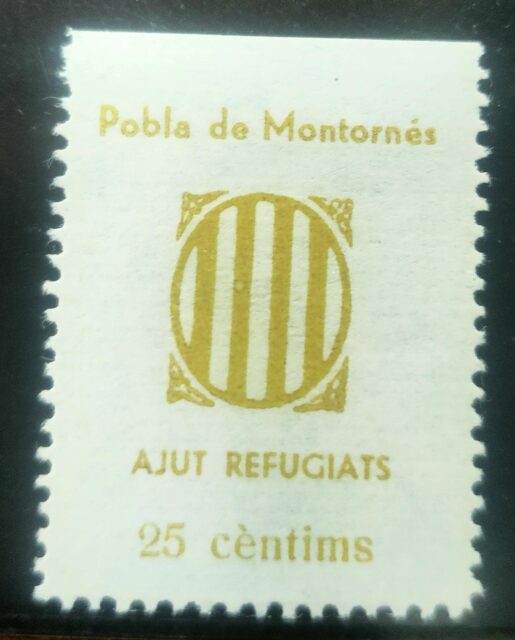 Pobla de Montornés
AJUT REFUGIATS
25 cèntims